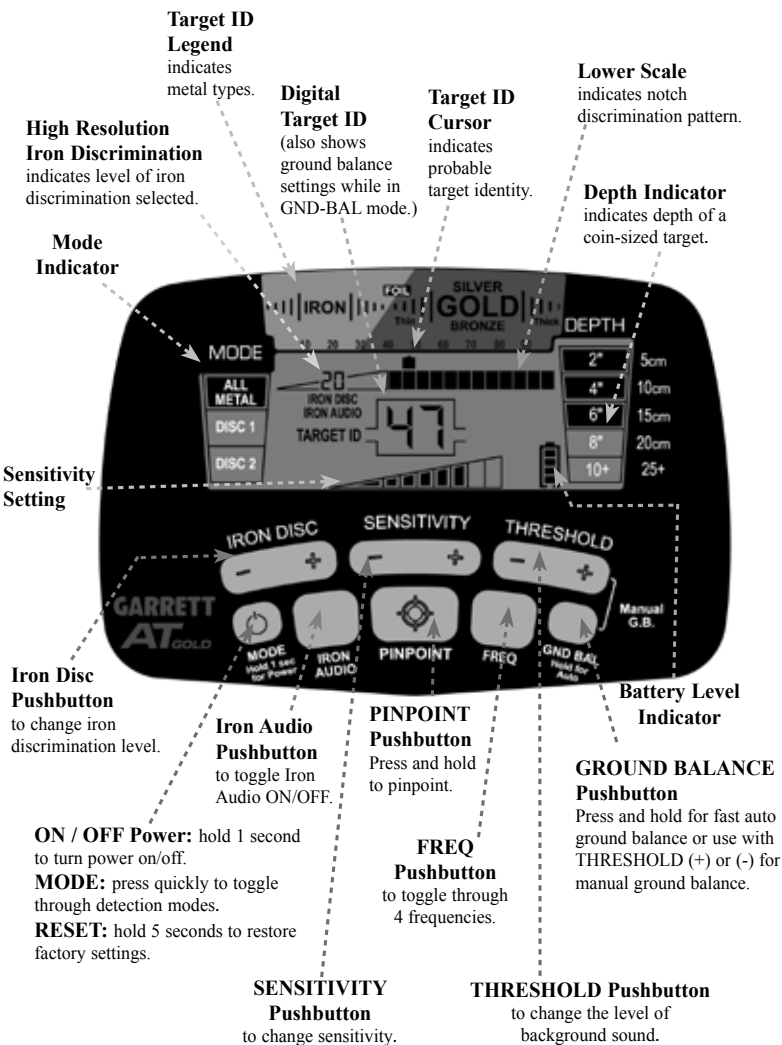 Target ID
Legend
indicates
metal types.
High Resolution
Iron Discrimination
indicates level of iron
discrimination selected.
Digital
Target ID
(also shows
ground balance
settings while in
GND-BAL mode.)
Target ID
Cursor
indicates
probable
target identity.
Lower Scale
indicates notch
discrimination pattern.
Depth Indicator
indicates depth of a
coin-sized target.
Mode
Indicator
IRON
FOIL
Thin
SILVER
GOLD
BRONZE
Thick
MODE
DEPTH
10 20 30 40 50 60 70 80 90
ALL
METAL
DISC 1
DISC 2
20
IRON DISC
IRON AUDIO
TARGET ID
47
2" 5cm
4" 10cm
6" 15cm
8" 20cm
10+ 25+
Sensitivity
Setting
IRON DISC
- +
SENSITIVITY
- +
THRESHOLD
- +
Manual
G.B.
GARRETT
AT GOLD
MODE
Hold 1 sec
for Power
IRON
AUDIO
PINPOINT
FREQ
GND BAL
Hold for
Auto
Iron Disc
Pushbutton
to change iron
discrimination level.
Iron Audio
Pushbutton
to toggle Iron
Audio ON/OFF.
PINPOINT
Pushbutton
Press and hold
to pinpoint.
Battery Level
Indicator
GROUND BALANCE
Pushbutton
Press and hold for fast auto
ground balance or use with
THRESHOLD (+) or (-) for
manual ground balance.
ON / OFF Power: hold 1 second
to turn power on/off.
MODE: press quickly to toggle
through detection modes.
RESET: hold 5 seconds to restore
factory settings.
FREQ
Pushbutton
to toggle through
4 frequencies.
SENSITIVITY
Pushbutton
to change sensitivity.
THRESHOLD Pushbutton
to change the level of
background sound.